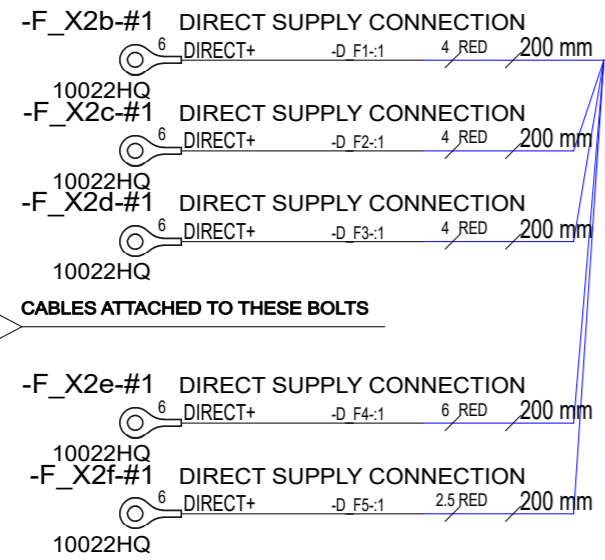 -F_X2b-#1 DIRECT SUPPLY CONNECTION
6 DIRECT+ -D_F1-:1 4 RED 200 mm
10022HQ
-F_X2c-#1 DIRECT SUPPLY CONNECTION
6 DIRECT+ -D_F2-:1 4 RED 200 mm
10022HQ
-F_X2d-#1 DIRECT SUPPLY CONNECTION
6 DIRECT+ -D_F3-:1 4 RED 200 mm
10022HQ
CABLES ATTACHED TO THESE BOLTS
-F_X2e-#1 DIRECT SUPPLY CONNECTION
6 DIRECT+ -D_F4-:1 6 RED 200 mm
10022HQ
-F_X2f-#1 DIRECT SUPPLY CONNECTION
6 DIRECT+ -D_F5-:1 2.5 RED 200 mm
10022HQ